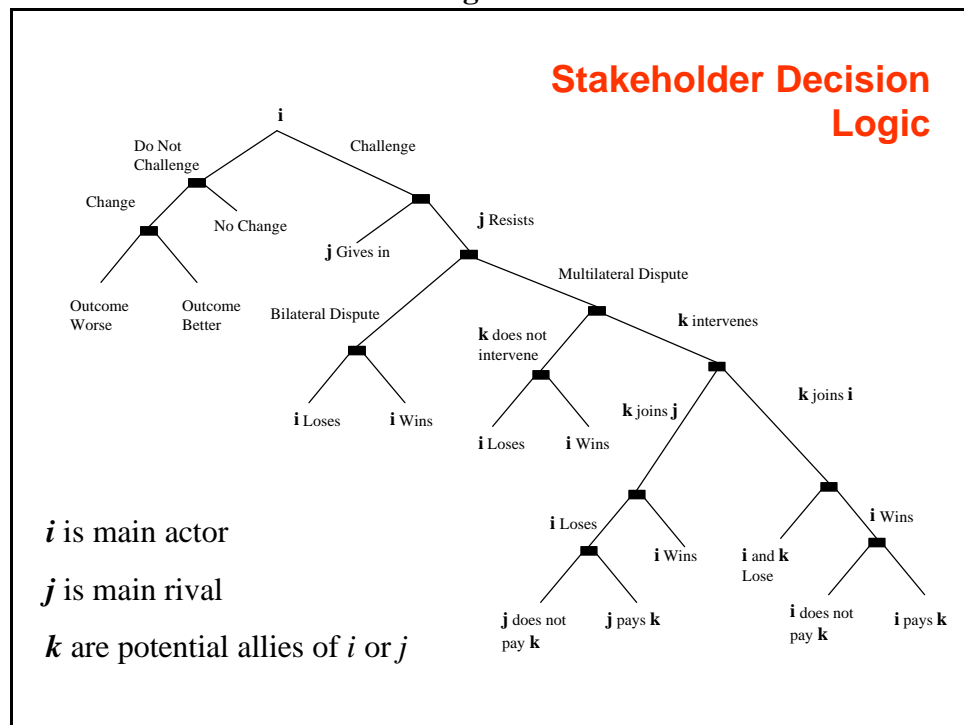 Stakeholder Decision
Logic
i
Do Not
Challenge
Challenge
Change
No Change
j Gives in
j Resists
Outcome
Worse
Outcome
Better
Bilateral Dispute
Multilateral Dispute
k does not
intervene
k intervenes
i Loses
i Wins
i Loses
i Wins
k joins j
k joins i
i Loses
i Wins
i and k
Lose
i Wins
j does not
pay k
j pays k
i does not
pay k
i pays k
i is main actor
j is main rival
k are potential allies of i or j